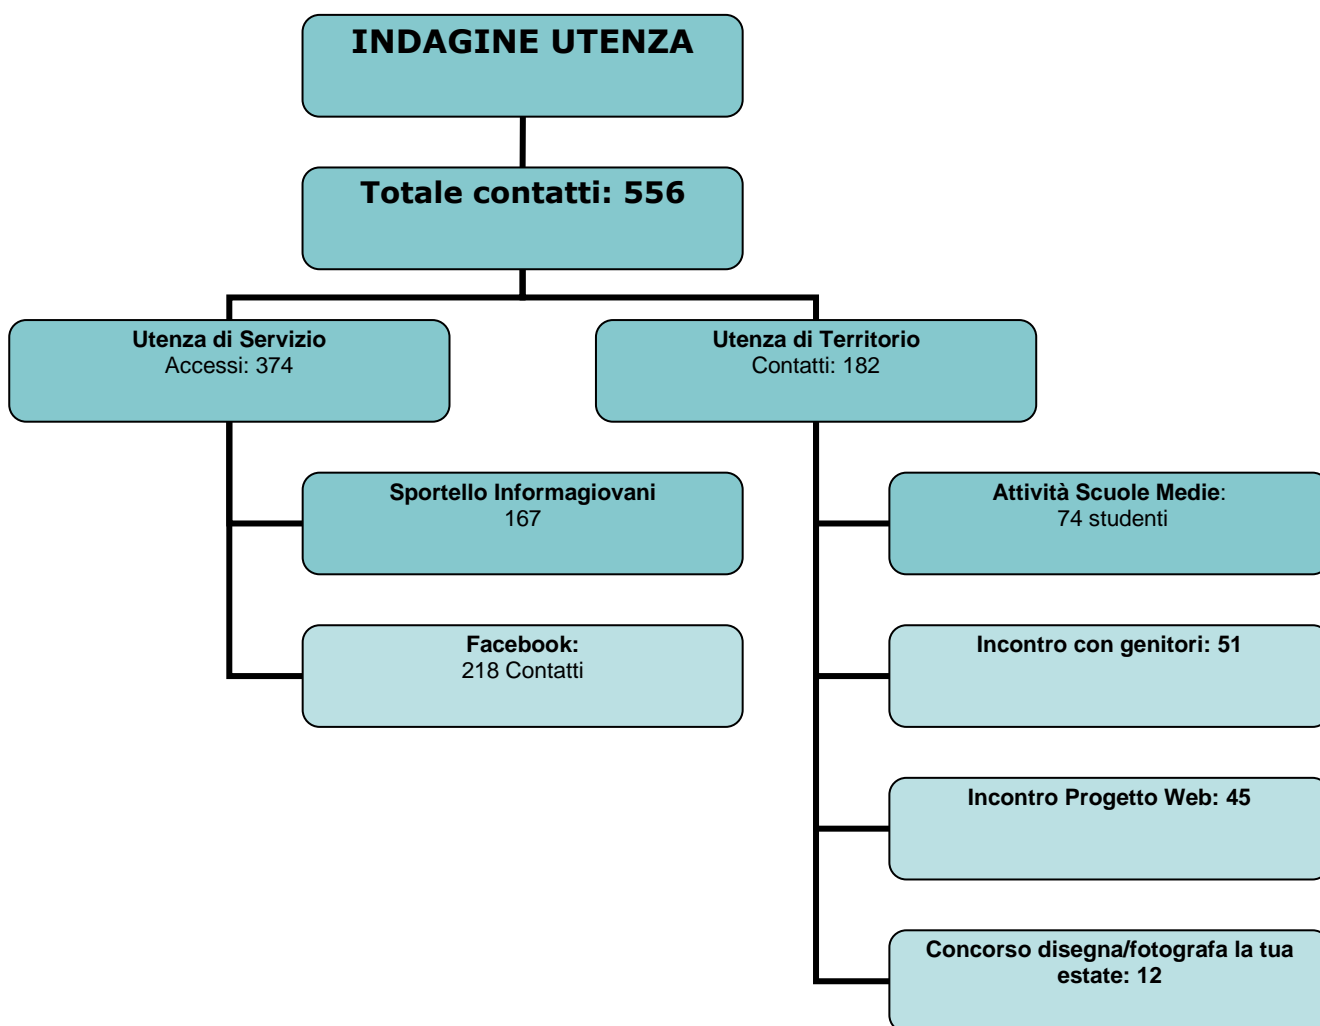 INDAGINE UTENZA
Totale contatti: 556
Utenza di Servizio
Accessi: 374
Utenza di Territorio
Contatti: 182
Sportello Informagiovani
167
Attività Scuole Medie:
74 studenti
Facebook:
218 Contatti
Incontro con genitori: 51
Incontro Progetto Web: 45
Concorso disegna/fotografa la tua
estate: 12